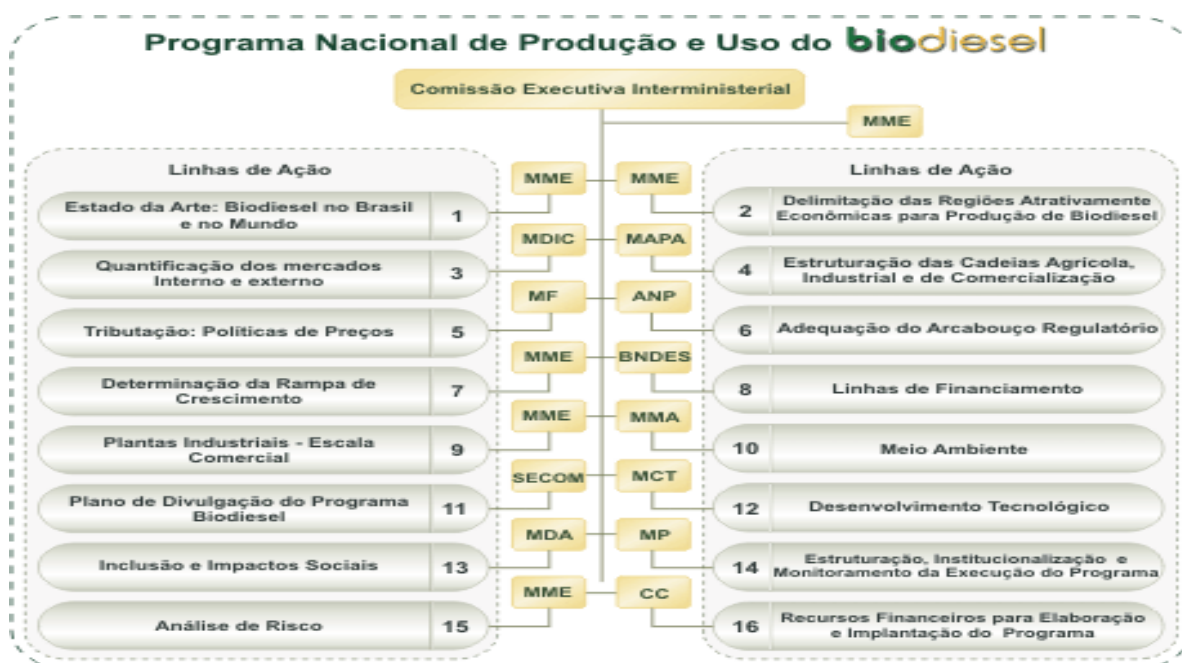 Programa Nacional de Produção e Uso do biodiesel
Comissão Executiva Interministerial
MME
Linhas de Ação
Linhas de Ação
MME
MME
Estado da Arte: Biodiesel no Brasil
e no Mundo
1
2
Delimitação das Regiões Atrativamente
Econômicas para Produção de Biodiesel
MDIC
MAPA
Quantificação dos mercados
Interno e externo
3
4
Estruturação das Cadeias Agrícola,
Industrial e de Comercialização
MF
ANP
Tributação: Políticas de Preços
5
6
Adequação do Arcabouço Regulatório
MME
BNDES
Determinação da Rampa de
Crescimento
7
8
Linhas de Financiamento
MME
MMA
Plantas Industriais - Escala
Comercial
9
10
Meio Ambiente
SECOM
MCT
Plano de Divulgação do Programa
Biodiesel
11
12
Desenvolvimento Tecnológico
MDA
MP
Inclusão e Impactos Sociais
13
14
Estruturação, Institucionalização e
Monitoramento da Execução do Programa
MME
CC
Análise de Risco
15
16
Recursos Financeiros para Elaboração
e Implantação do Programa